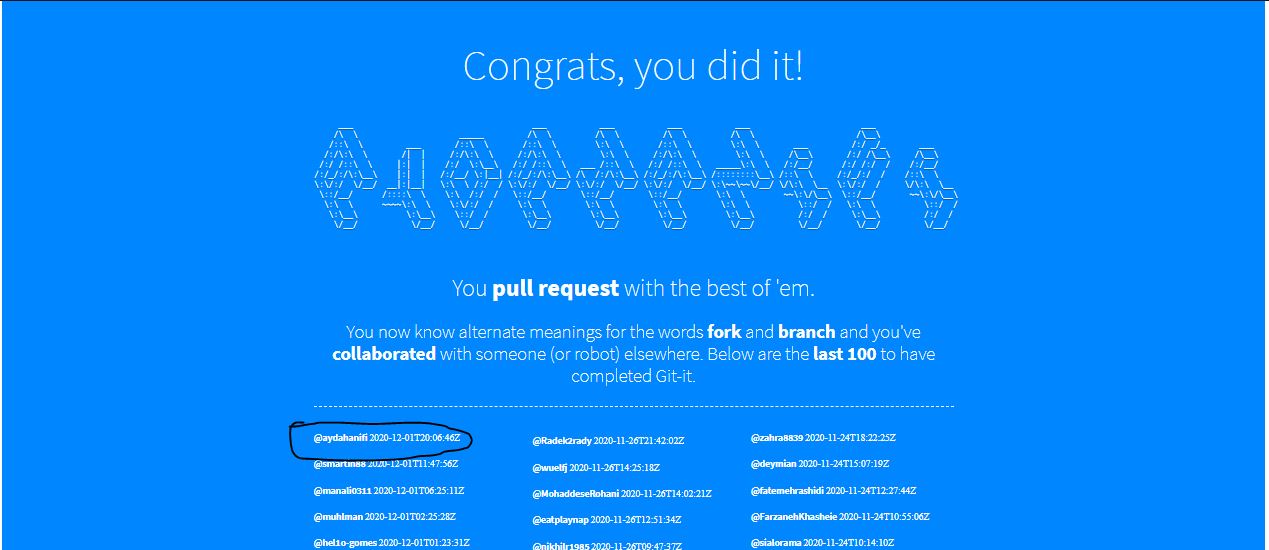 Congrats, you did it!
You pull request with the best of 'em.
You now know alternate meanings for the words fork and branch and you've
collaborated with someone (or robot) elsewhere. Below are the last 100 to have
completed Git-it.
@aydahanifi 2020-12-01T20:06:46Z
@smartin88 2020-12-01T11:47:56Z
@manali0311 2020-12-01T06:25:11Z
@muhlman 2020-12-01T02:25:28Z
@hel1o-gomes 2020-12-01T01:23:31Z
@Radek2rady 2020-11-26T21:42:02Z
@wuelfj 2020-11-26T14:25:18Z
@MohaddeseRohani 2020-11-26T14:02:21Z
@eatplaynap 2020-11-26T12:51:34Z
@nikhilr1985 2020-11-26T09:47:37Z
@zahra8839 2020-11-24T18:22:25Z
@deymian 2020-11-24T15:07:19Z
@fatemehrashidi 2020-11-24T12:27:44Z
@FarzanehKhasheie 2020-11-24T10:55:06Z
@sialorama 2020-11-24T10:14:10Z